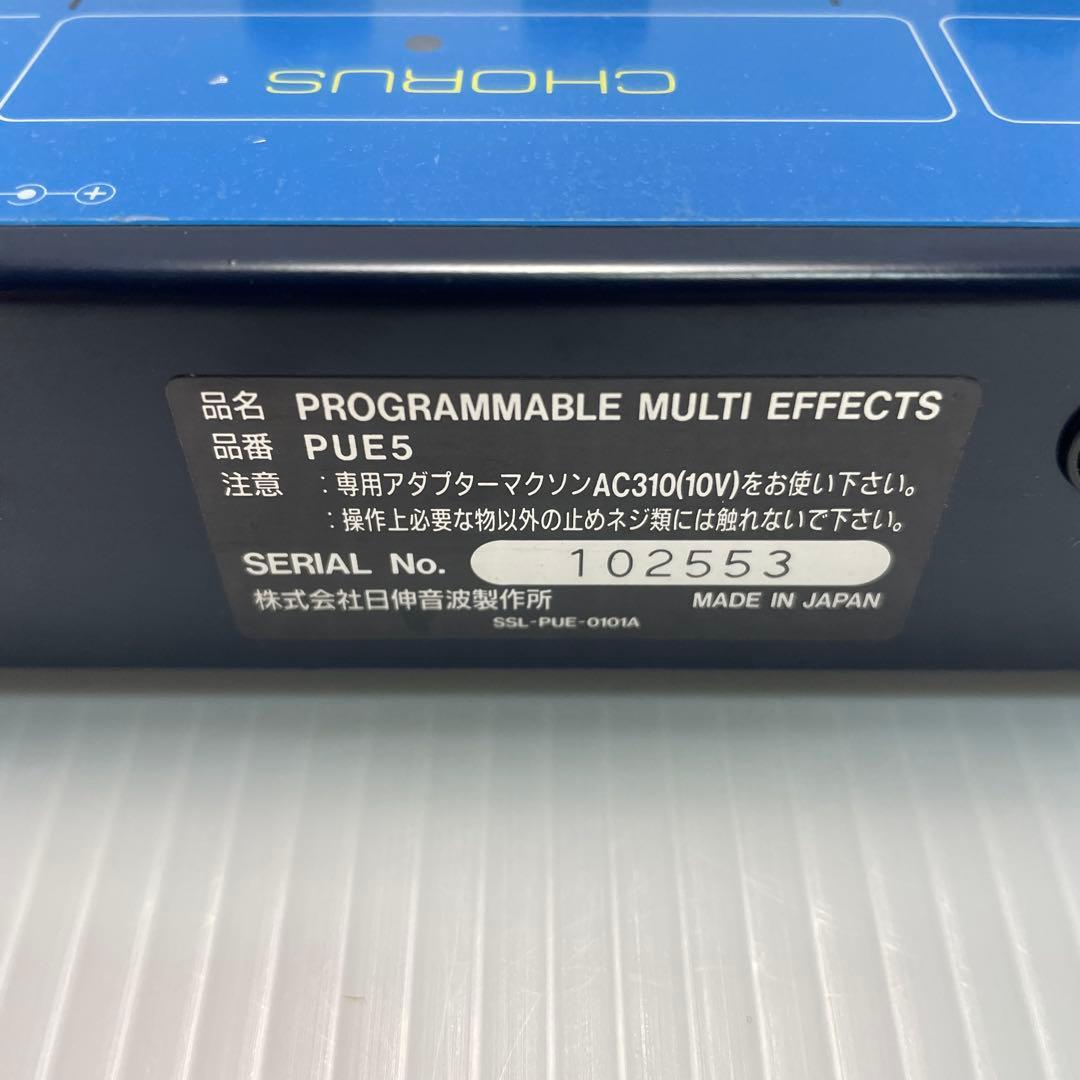 CHORUS
品名 PROGRAMMABLE MULTI EFFECTS
品番 PUE5
注意 :専用アダプターマクソンAC310(10V)をお使い下さい。
:操作上必要な物以外の止めネジ類には触れないで下さい。
SERIAL No. 102553
株式会社日伸音波製作所 MADE IN JAPAN
SSL-PUE-0101A